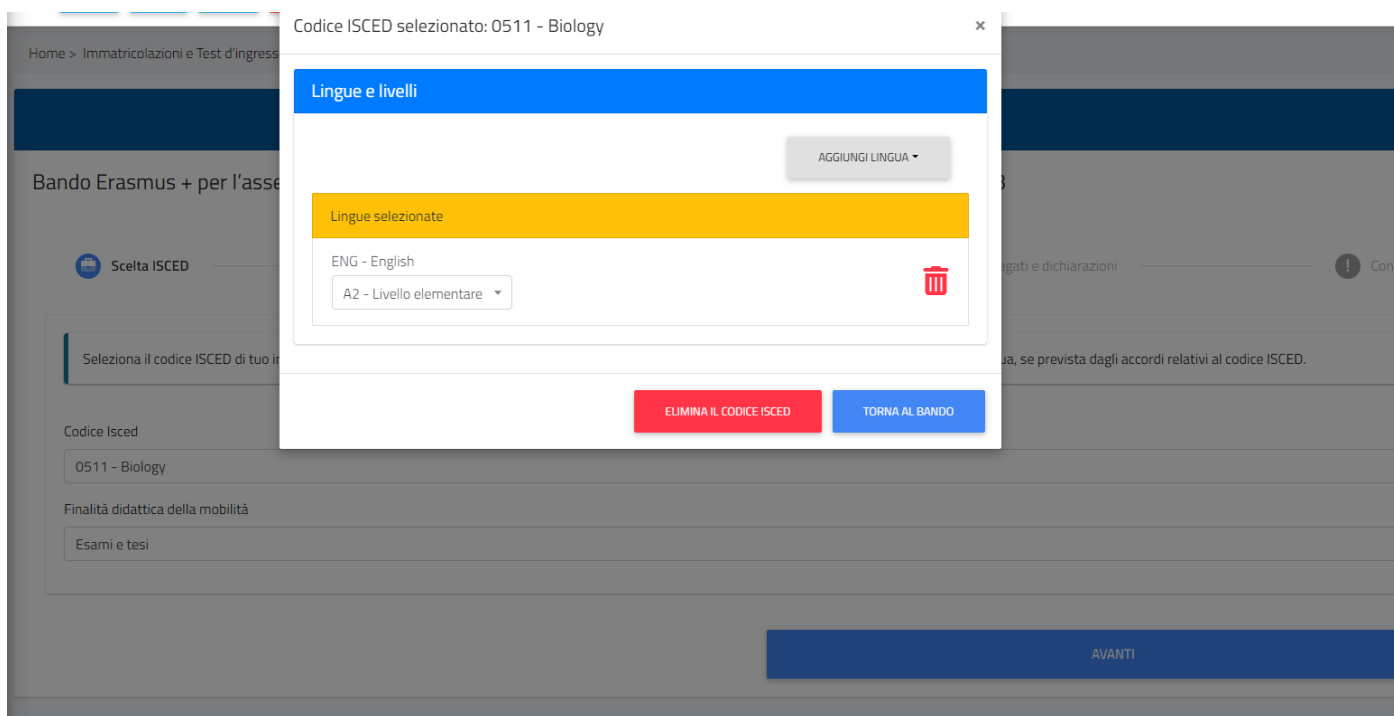 Codice ISCED selezionato: 0511 - Biology ×
Home > Immatricolazioni e Test d'ingress
Lingue e livelli
AGGIUNGI LINGUA
Bando Erasmus + per l'asse
Lingue selezionate
ENG - English
A2 - Livello elementare
Scelta ISCED
egati e dichiarazioni
! Con
Seleziona il codice ISCED di tuo in
ua, se prevista dagli accordi relativi al codice ISCED.
ELIMINA IL CODICE ISCED
TORNA AL BANDO
Codice Isced
0511 - Biology
Finalità didattica della mobilità
Esami e tesi
AVANTI